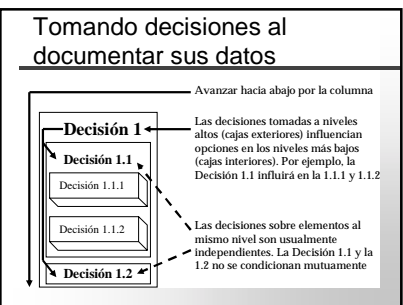 Tomando decisiones al
documentar sus datos
Avanzar hacia abajo por la columna
Decisión 1
Las decisiones tomadas a niveles
altos (cajas exteriores) influencian
opciones en los niveles más bajos
(cajas interiores). Por ejemplo, la
Decisión 1.1 influirá en la 1.1.1 y 1.1.2
Decisión 1.1
Decisión 1.1.1
Decisión 1.1.2
Las decisiones sobre elementos al
mismo nivel son usualmente
independientes. La Decisión 1.1 y la
1.2 no se condicionan mutuamente
Decisión 1.2